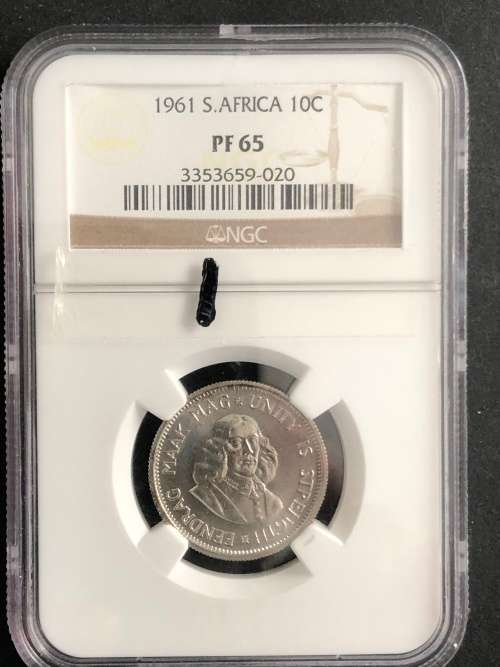 1961 S.AFRICA 10C
PF 65
3353659-020
NGC
EENDRAG MAAK MAG * UNITY IS STRENGTH *